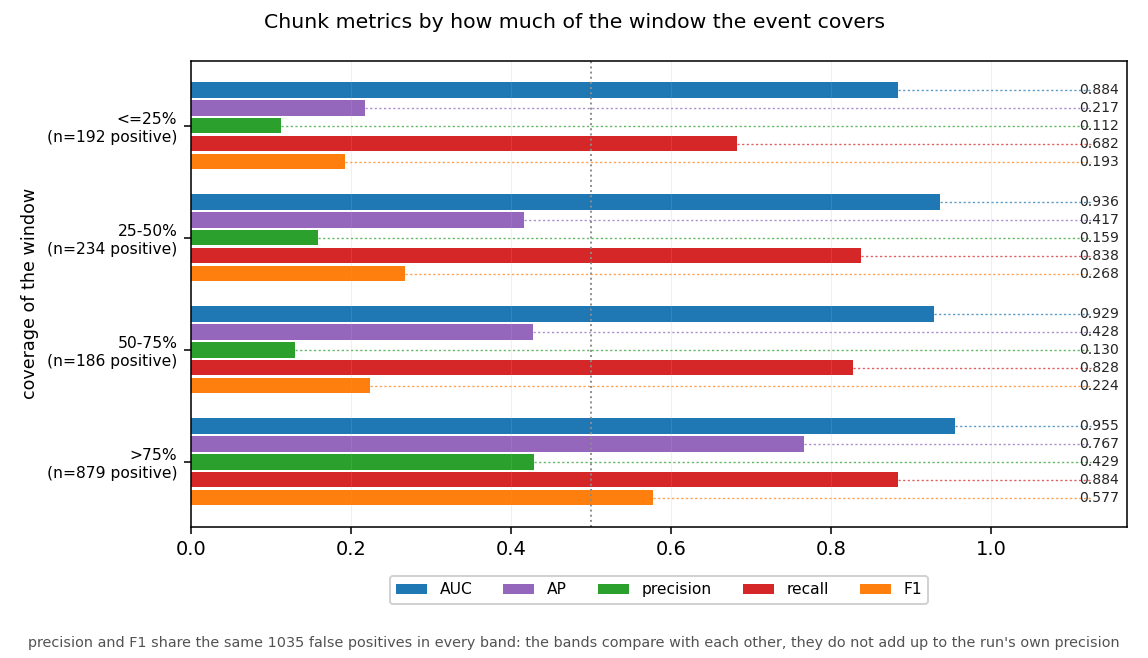 Chunk metrics by how much of the window the event covers
coverage of the window
<=25%
(n=192 positive)
0.884
0.217
0.112
0.682
0.193
25-50%
(n=234 positive)
0.936
0.417
0.159
0.838
0.268
50-75%
(n=186 positive)
0.929
0.428
0.130
0.828
0.224
>75%
(n=879 positive)
0.955
0.767
0.429
0.884
0.577
0.0 0.2 0.4 0.6 0.8 1.0
AUC AP precision recall F1
precision and F1 share the same 1035 false positives in every band: the bands compare with each other, they do not add up to the run's own precision